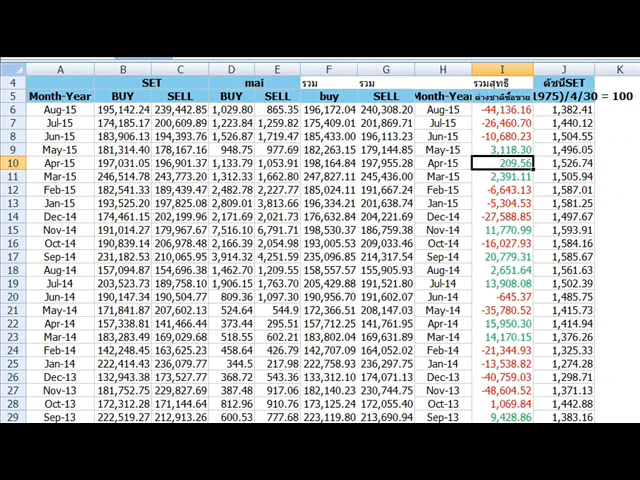 A B C D E F G H I J K
4 SET mai รวม รวม รวมสุทธิ ดัชนีSET
5 Month-Year BUY SELL BUY SELL buy SELL Month-Year ต่างชาติซื้อขาย (1975)/4/30 = 100
6 Aug-15 195,142.24 239,442.85 1,029.80 865.35 196,172.04 240,308.20 Aug-15 -44,136.16 1,382.41
7 Jul-15 174,185.17 200,609.89 1,223.84 1,259.82 175,409.01 201,869.71 Jul-15 -26,460.70 1,440.12
8 Jun-15 183,906.13 194,393.37 1,524.87 1,719.86 185,431.00 196,113.23 Jun-15 -10,680.23 1,504.55
9 May-15 181,314.40 178,167.16 948.75 977.69 182,263.15 179,144.85 May-15 3,118.30 1,496.05
10 Apr-15 197,031.05 196,901.37 1,133.79 1,053.91 198,164.84 197,955.28 Apr-15 209.56 1,526.74
11 Mar-15 246,514.78 243,773.20 1,312.33 1,662.80 247,827.11 245,436.00 Mar-15 2,391.11 1,505.94
12 Feb-15 182,541.33 189,439.47 2,482.78 2,227.77 185,024.11 191,667.24 Feb-15 -6,643.13 1,587.01
13 Jan-15 193,525.20 197,825.08 2,809.01 3,813.66 196,334.21 201,638.74 Jan-15 -5,304.53 1,581.25
14 Dec-14 174,461.15 202,199.96 2,171.69 2,021.73 176,632.84 204,221.69 Dec-14 -27,588.85 1,497.67
15 Nov-14 191,014.27 179,967.67 7,516.10 6,791.71 198,530.37 186,759.38 Nov-14 11,770.99 1,593.91
16 Oct-14 190,839.14 206,978.48 2,166.39 2,054.98 193,005.53 209,033.46 Oct-14 -16,027.93 1,584.16
17 Sep-14 231,182.53 210,065.95 3,914.32 4,251.59 235,096.85 214,317.54 Sep-14 20,779.31 1,585.67
18 Aug-14 157,094.87 154,696.38 1,462.70 1,209.55 158,557.57 155,905.93 Aug-14 2,651.64 1,561.63
19 Jul-14 203,523.73 189,758.10 1,906.15 1,763.70 205,429.88 191,521.80 Jul-14 13,908.08 1,502.39
20 Jun-14 190,147.34 190,504.77 809.36 1,097.30 190,956.70 191,602.07 Jun-14 -645.37 1,485.75
21 May-14 171,841.87 207,602.13 524.64 544.9 172,366.51 208,147.03 May-14 -35,780.52 1,415.73
22 Apr-14 157,338.81 141,466.44 373.44 295.51 157,712.25 141,761.95 Apr-14 15,950.30 1,414.94
23 Mar-14 183,283.49 169,029.68 518.55 602.21 183,802.04 169,631.89 Mar-14 14,170.15 1,376.26
24 Feb-14 142,248.45 163,625.23 458.64 426.79 142,707.09 164,052.02 Feb-14 -21,344.93 1,325.33
25 Jan-14 222,414.43 236,079.77 344.5 217.98 222,758.93 236,297.75 Jan-14 -13,538.82 1,274.28
26 Dec-13 132,943.38 173,527.67 368.72 543.36 133,312.10 174,071.03 Dec-13 -40,759.03 1,298.71
27 Nov-13 181,752.75 229,827.69 387.48 917.06 182,140.23 230,744.75 Nov-13 -48,604.52 1,371.13
28 Oct-13 172,312.28 171,144.64 812.96 910.76 173,125.24 172,055.40 Oct-13 1,069.84 1,442.88
29 Sep-13 222,519.27 212,913.26 600.53 777.68 223,119.80 213,690.94 Sep-13 9,428.86 1,383.16